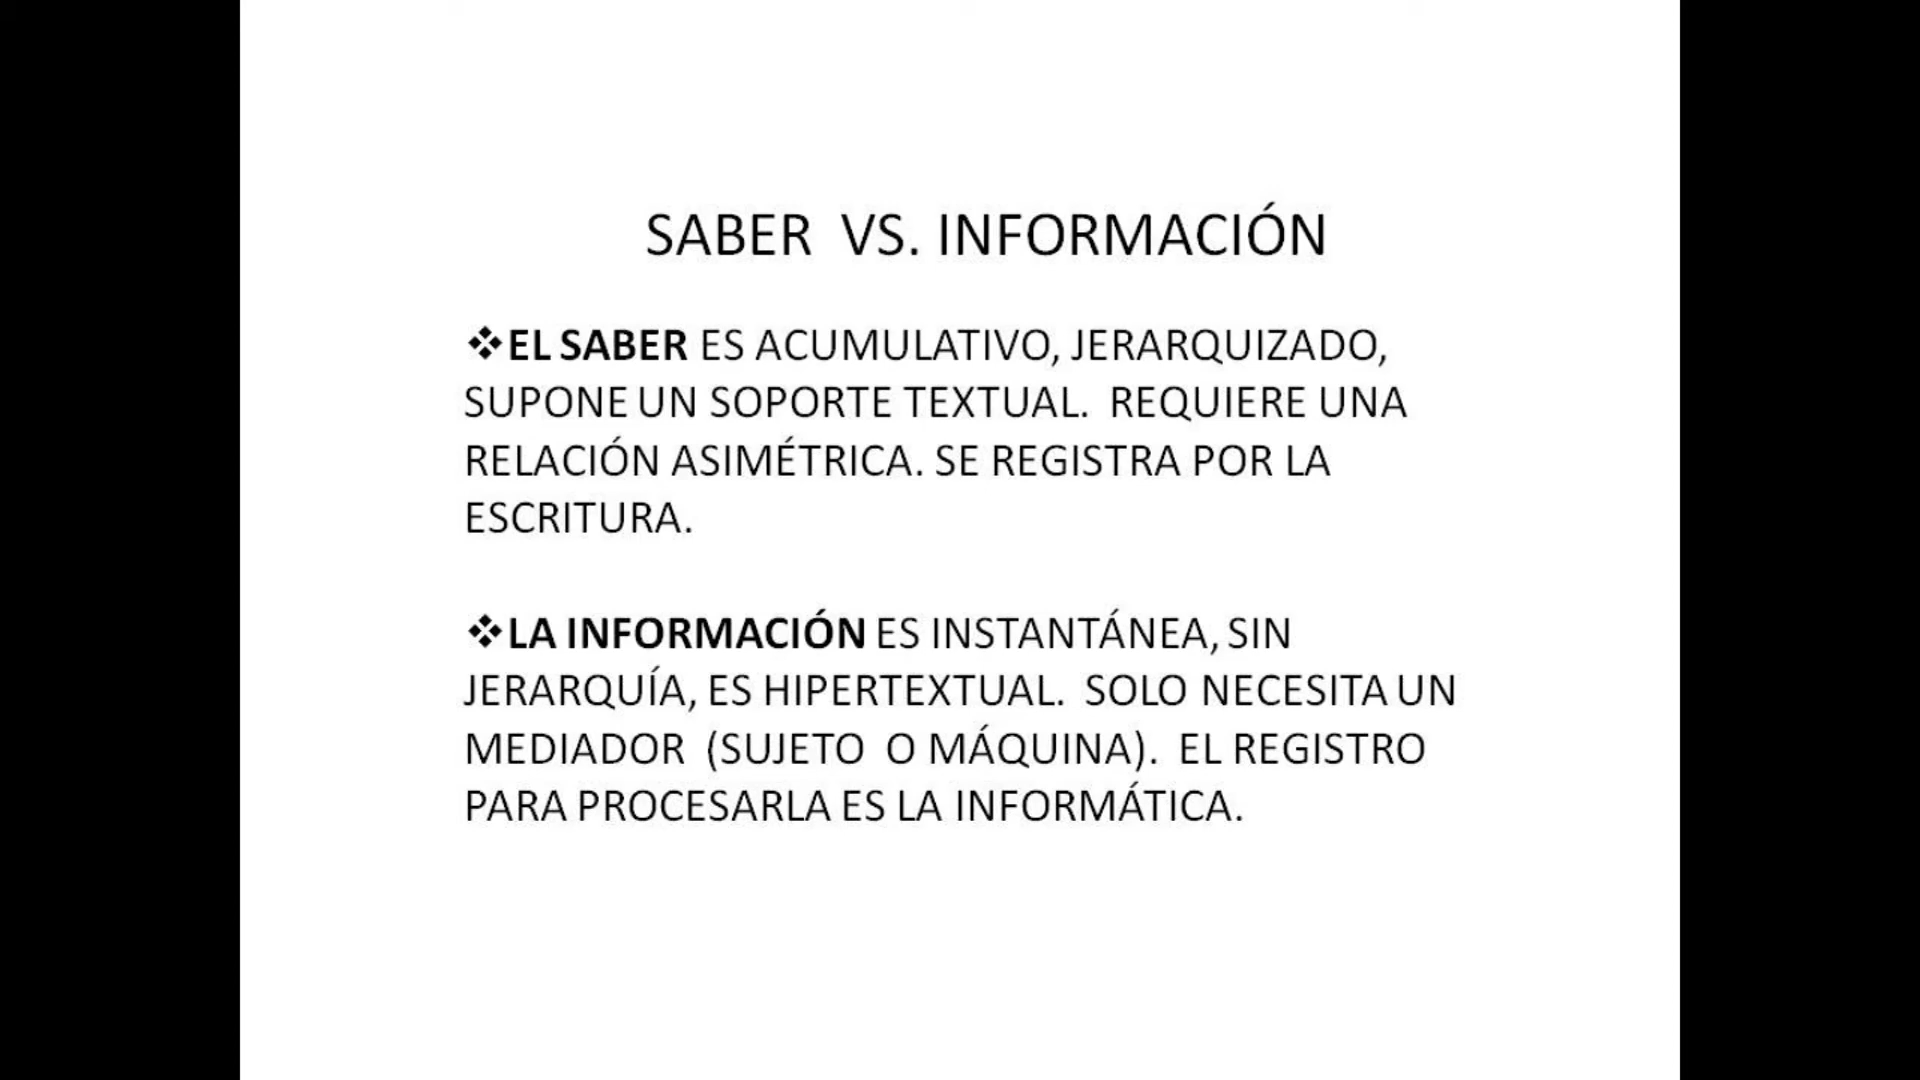 SABER VS. INFORMACIÓN
❖EL SABER ES ACUMULATIVO, JERARQUIZADO,
SUPONE UN SOPORTE TEXTUAL. REQUIERE UNA
RELACIÓN ASIMÉTRICA. SE REGISTRA POR LA
ESCRITURA.
❖LA INFORMACIÓN ES INSTANTÁNEA, SIN
JERARQUÍA, ES HIPERTEXTUAL. SOLO NECESITA UN
MEDIADOR (SUJETO O MÁQUINA). EL REGISTRO
PARA PROCESARLA ES LA INFORMÁTICA.